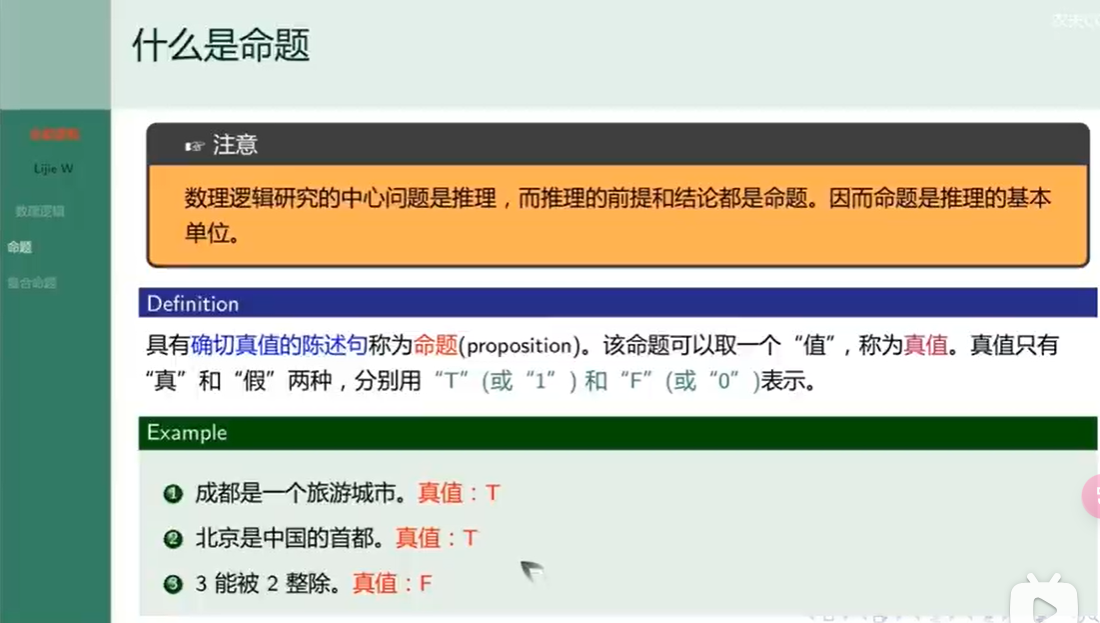 什么是命题
Lijie W
数理逻辑
命题
复合命题
☞ 注意
数理逻辑研究的中心问题是推理，而推理的前提和结论都是命题。因而命题是推理的基本
单位。
Definition
具有确切真值的陈述句称为命题(proposition)。该命题可以取一个“值”，称为真值。真值只有
“真”和“假”两种，分别用“T”(或“1”)和“F”(或“0”)表示。
Example
1 成都是一个旅游城市。真值：T
2 北京是中国的首都。真值：T
3 3 能被 2 整除。真值：F